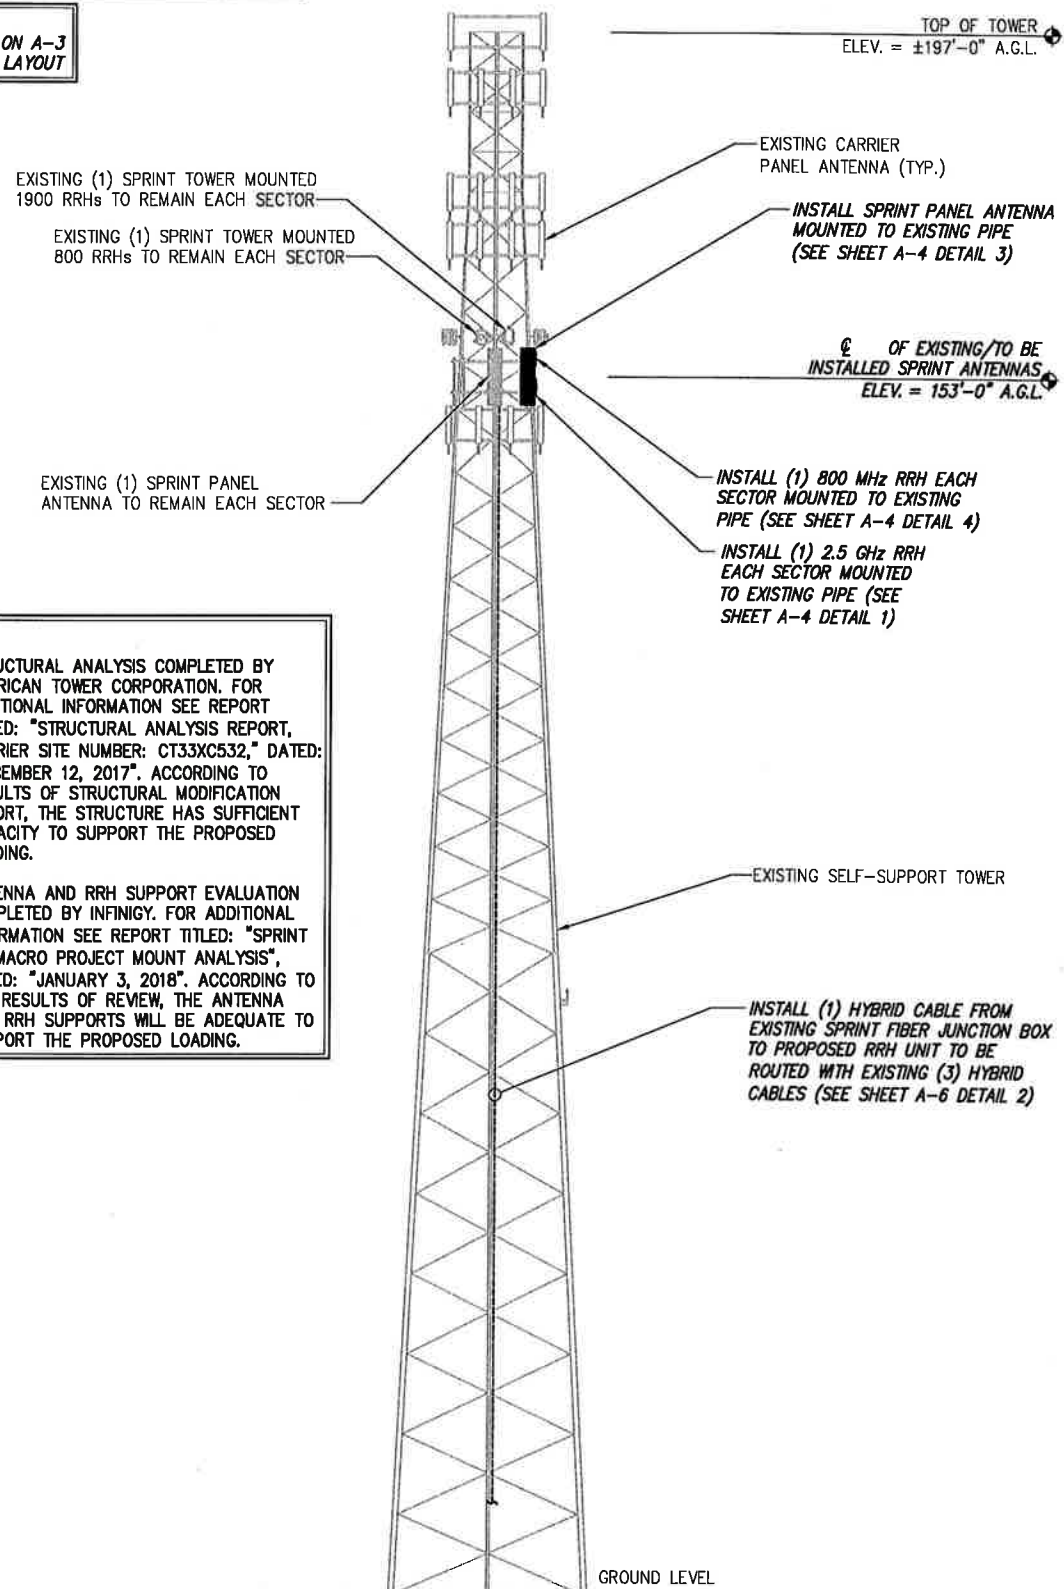 ON A-3
LAYOUT
TOP OF TOWER
ELEV. = ±197'-0" A.G.L.
EXISTING CARRIER
PANEL ANTENNA (TYP.)
EXISTING (1) SPRINT TOWER MOUNTED
1900 RRHs TO REMAIN EACH SECTOR
EXISTING (1) SPRINT TOWER MOUNTED
800 RRHs TO REMAIN EACH SECTOR
INSTALL SPRINT PANEL ANTENNA
MOUNTED TO EXISTING PIPE
(SEE SHEET A-4 DETAIL 3)
℄ OF EXISTING/TO BE
INSTALLED SPRINT ANTENNAS
ELEV. = 153'-0" A.G.L.
EXISTING (1) SPRINT PANEL
ANTENNA TO REMAIN EACH SECTOR
INSTALL (1) 800 MHz RRH EACH
SECTOR MOUNTED TO EXISTING
PIPE (SEE SHEET A-4 DETAIL 4)
INSTALL (1) 2.5 GHz RRH
EACH SECTOR MOUNTED
TO EXISTING PIPE (SEE
SHEET A-4 DETAIL 1)
UCTURAL ANALYSIS COMPLETED BY
RICAN TOWER CORPORATION. FOR
TIONAL INFORMATION SEE REPORT
ED: "STRUCTURAL ANALYSIS REPORT,
RIER SITE NUMBER: CT33XC532," DATED:
EMBER 12, 2017". ACCORDING TO
ULTS OF STRUCTURAL MODIFICATION
ORT, THE STRUCTURE HAS SUFFICIENT
ACITY TO SUPPORT THE PROPOSED
DING.
ENNA AND RRH SUPPORT EVALUATION
PLETED BY INFINIGY. FOR ADDITIONAL
RMATION SEE REPORT TITLED: "SPRINT
MACRO PROJECT MOUNT ANALYSIS",
ED: "JANUARY 3, 2018". ACCORDING TO
RESULTS OF REVIEW, THE ANTENNA
RRH SUPPORTS WILL BE ADEQUATE TO
PORT THE PROPOSED LOADING.
EXISTING SELF-SUPPORT TOWER
INSTALL (1) HYBRID CABLE FROM
EXISTING SPRINT FIBER JUNCTION BOX
TO PROPOSED RRH UNIT TO BE
ROUTED WITH EXISTING (3) HYBRID
CABLES (SEE SHEET A-6 DETAIL 2)
GROUND LEVEL